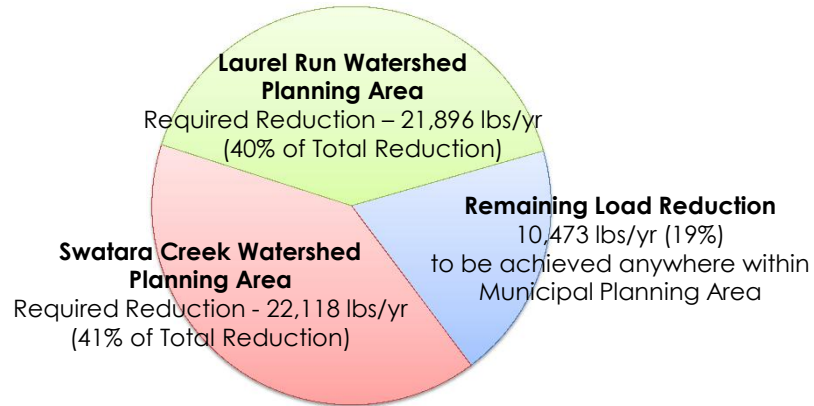 Laurel Run Watershed
Planning Area
Required Reduction – 21,896 lbs/yr
(40% of Total Reduction)
Remaining Load Reduction
10,473 lbs/yr (19%)
to be achieved anywhere within
Municipal Planning Area
Swatara Creek Watershed
Planning Area
Required Reduction - 22,118 lbs/yr
(41% of Total Reduction)